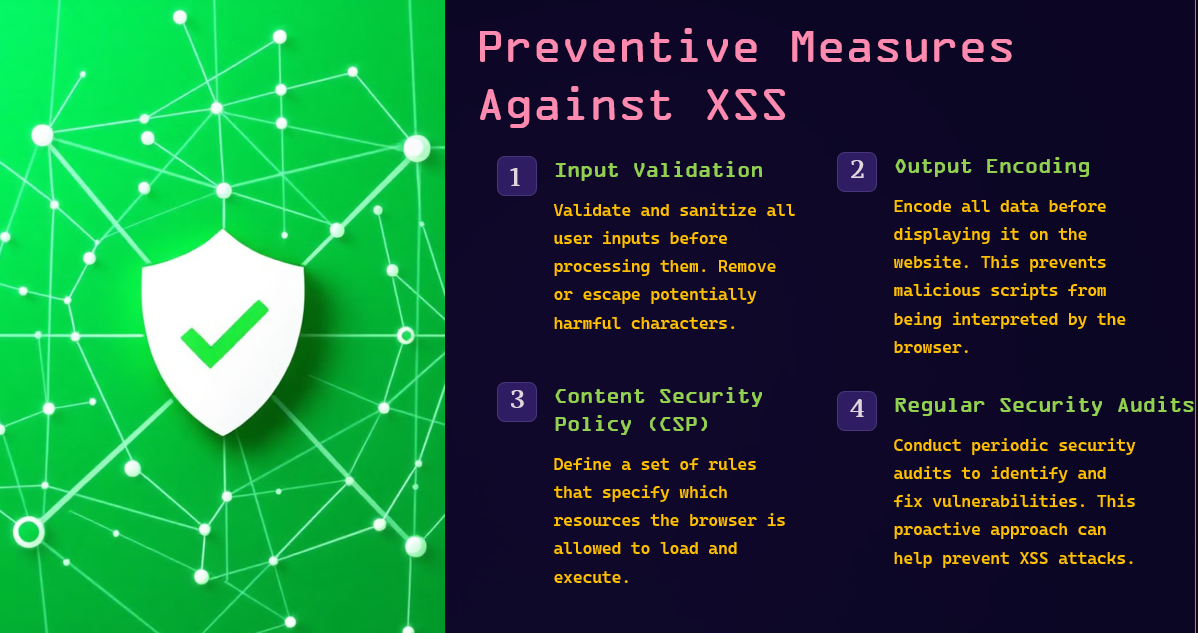 Preventive Measures
Against XSS
1
Input Validation
Validate and sanitize all
user inputs before
processing them. Remove
or escape potentially
harmful characters.
2
Output Encoding
Encode all data before
displaying it on the
website. This prevents
malicious scripts from
being interpreted by the
browser.
3
Content Security
Policy (CSP)
Define a set of rules
that specify which
resources the browser is
allowed to load and
execute.
4
Regular Security Audits
Conduct periodic security
audits to identify and
fix vulnerabilities. This
proactive approach can
help prevent XSS attacks.